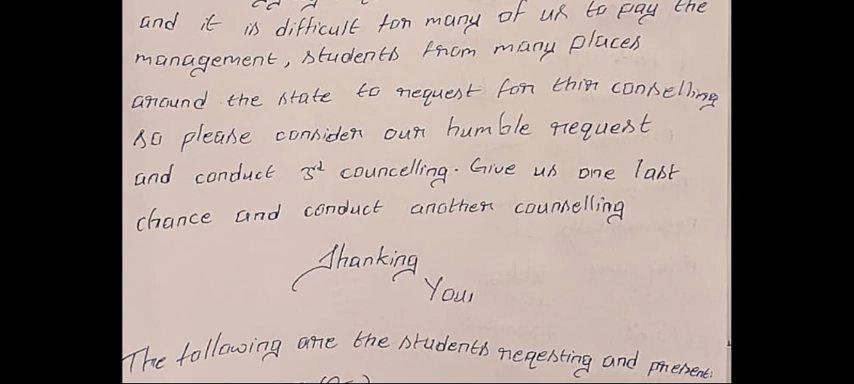 and it is difficult for many of us to pay the
management, students from many places
around the state to request for thir conselling
so please consider our humble request
and conduct 3rd councelling. Give us one last
chance and conduct another counselling
Thanking
You,
The following are the students reqesting and present.